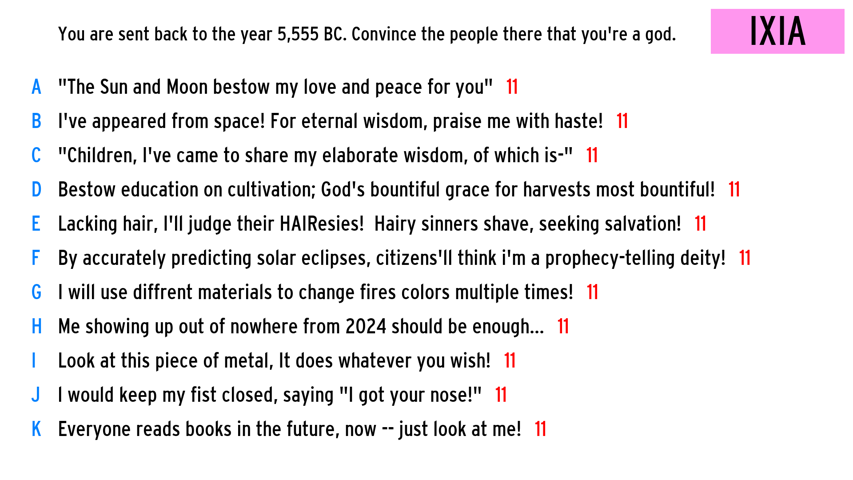 You are sent back to the year 5,555 BC. Convince the people there that you're a god.
IXIA
A "The Sun and Moon bestow my love and peace for you" 11
B I've appeared from space! For eternal wisdom, praise me with haste! 11
C "Children, I've came to share my elaborate wisdom, of which is-" 11
D Bestow education on cultivation; God's bountiful grace for harvests most bountiful! 11
E Lacking hair, I'll judge their HAIResies! Hairy sinners shave, seeking salvation! 11
F By accurately predicting solar eclipses, citizens'll think i'm a prophecy-telling deity! 11
G I will use diffrent materials to change fires colors multiple times! 11
H Me showing up out of nowhere from 2024 should be enough... 11
I Look at this piece of metal, It does whatever you wish! 11
J I would keep my fist closed, saying "I got your nose!" 11
K Everyone reads books in the future, now -- just look at me! 11